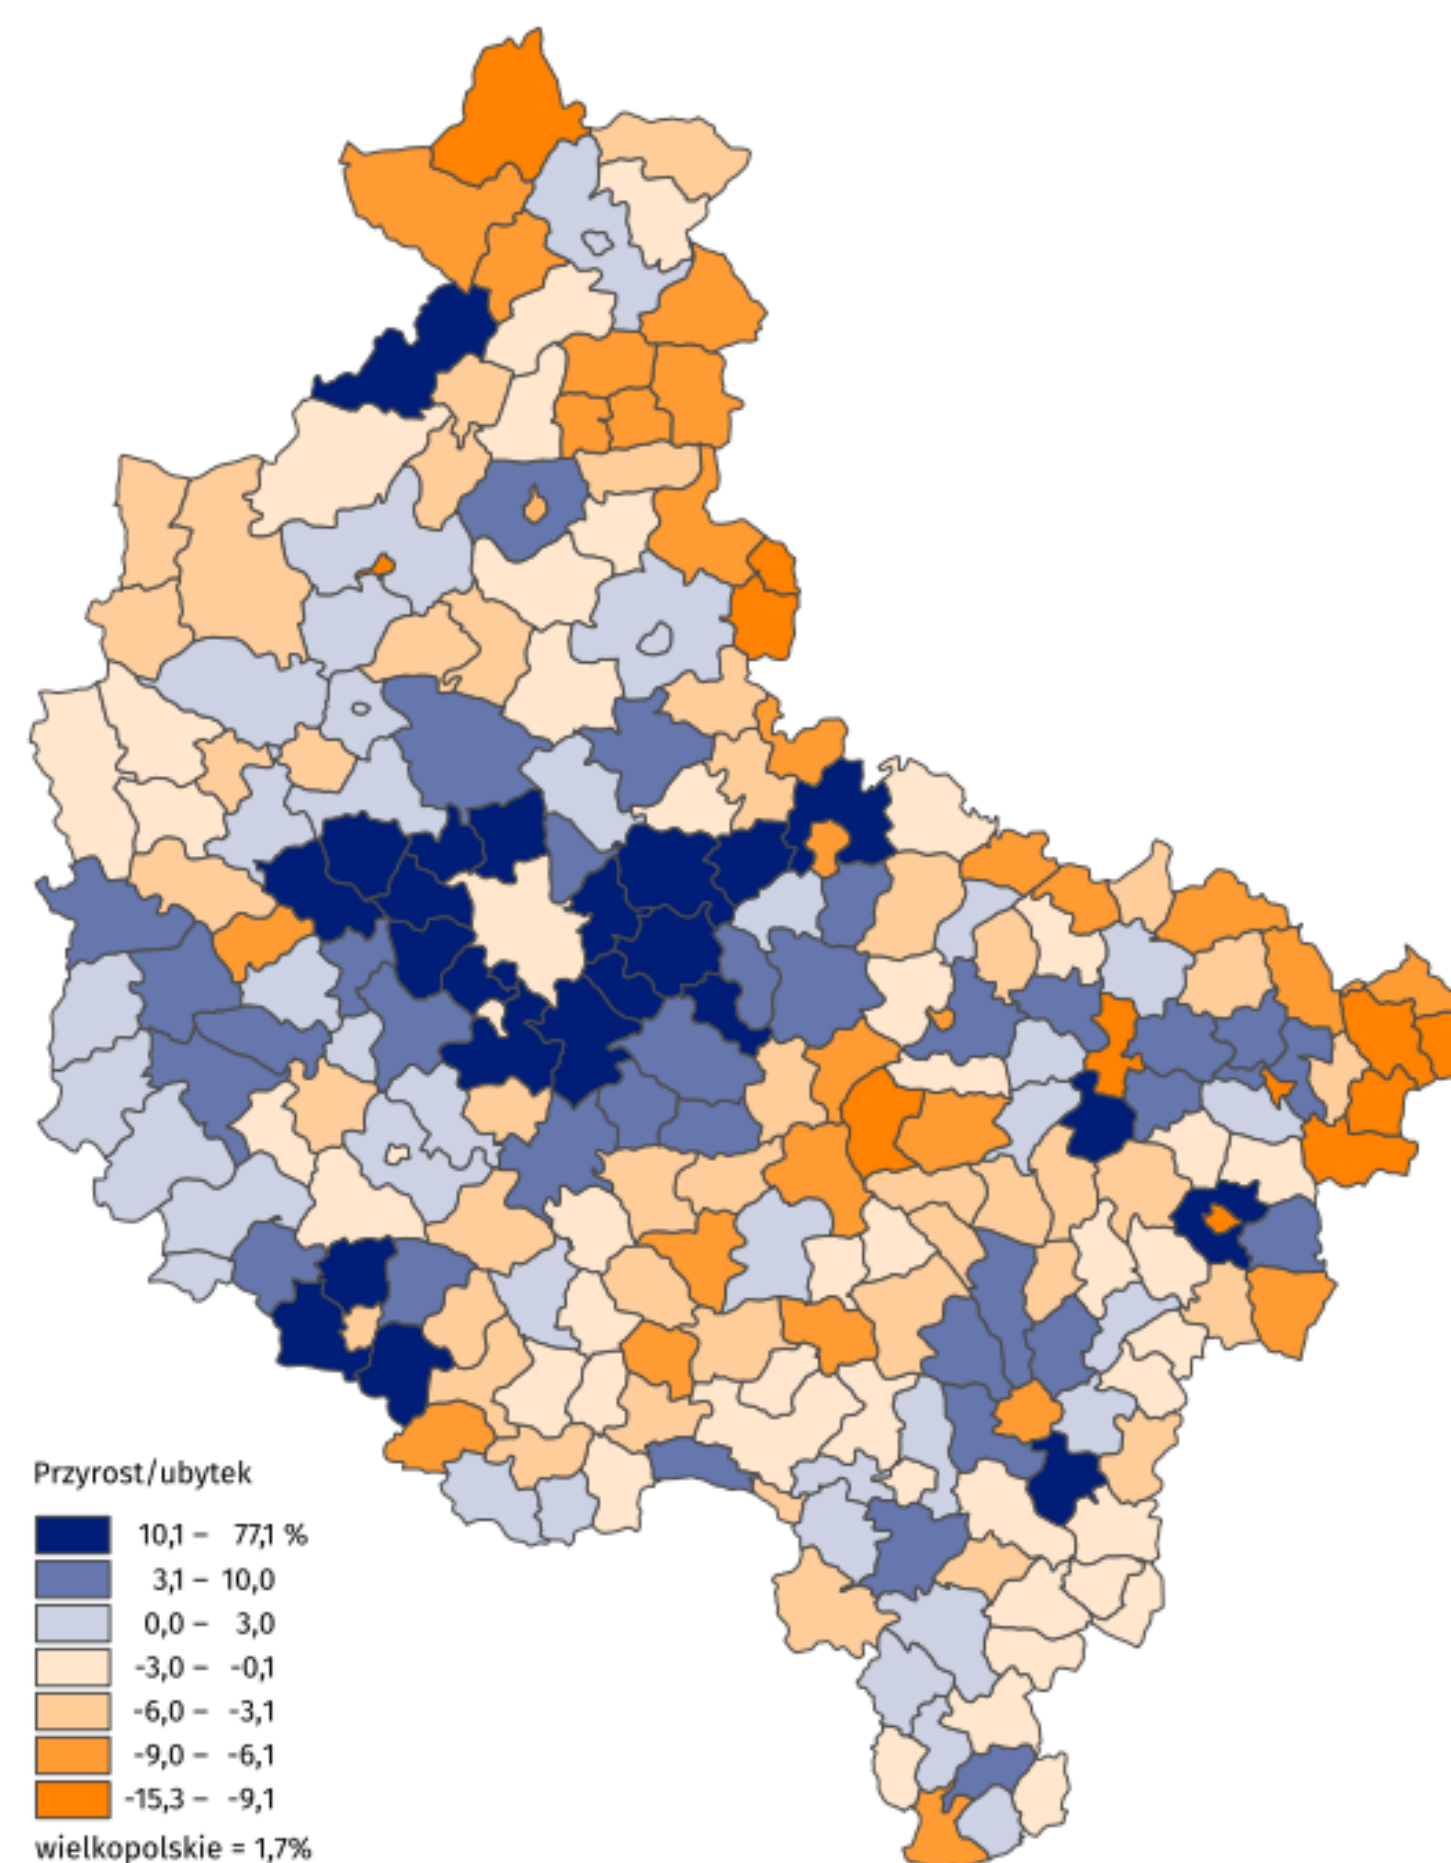 Przyrost/ubytek
10,1 – 77,1 %
3,1 – 10,0
0,0 – 3,0
-3,0 – -0,1
-6,0 – -3,1
-9,0 – -6,1
-15,3 – -9,1
wielkopolskie = 1,7%